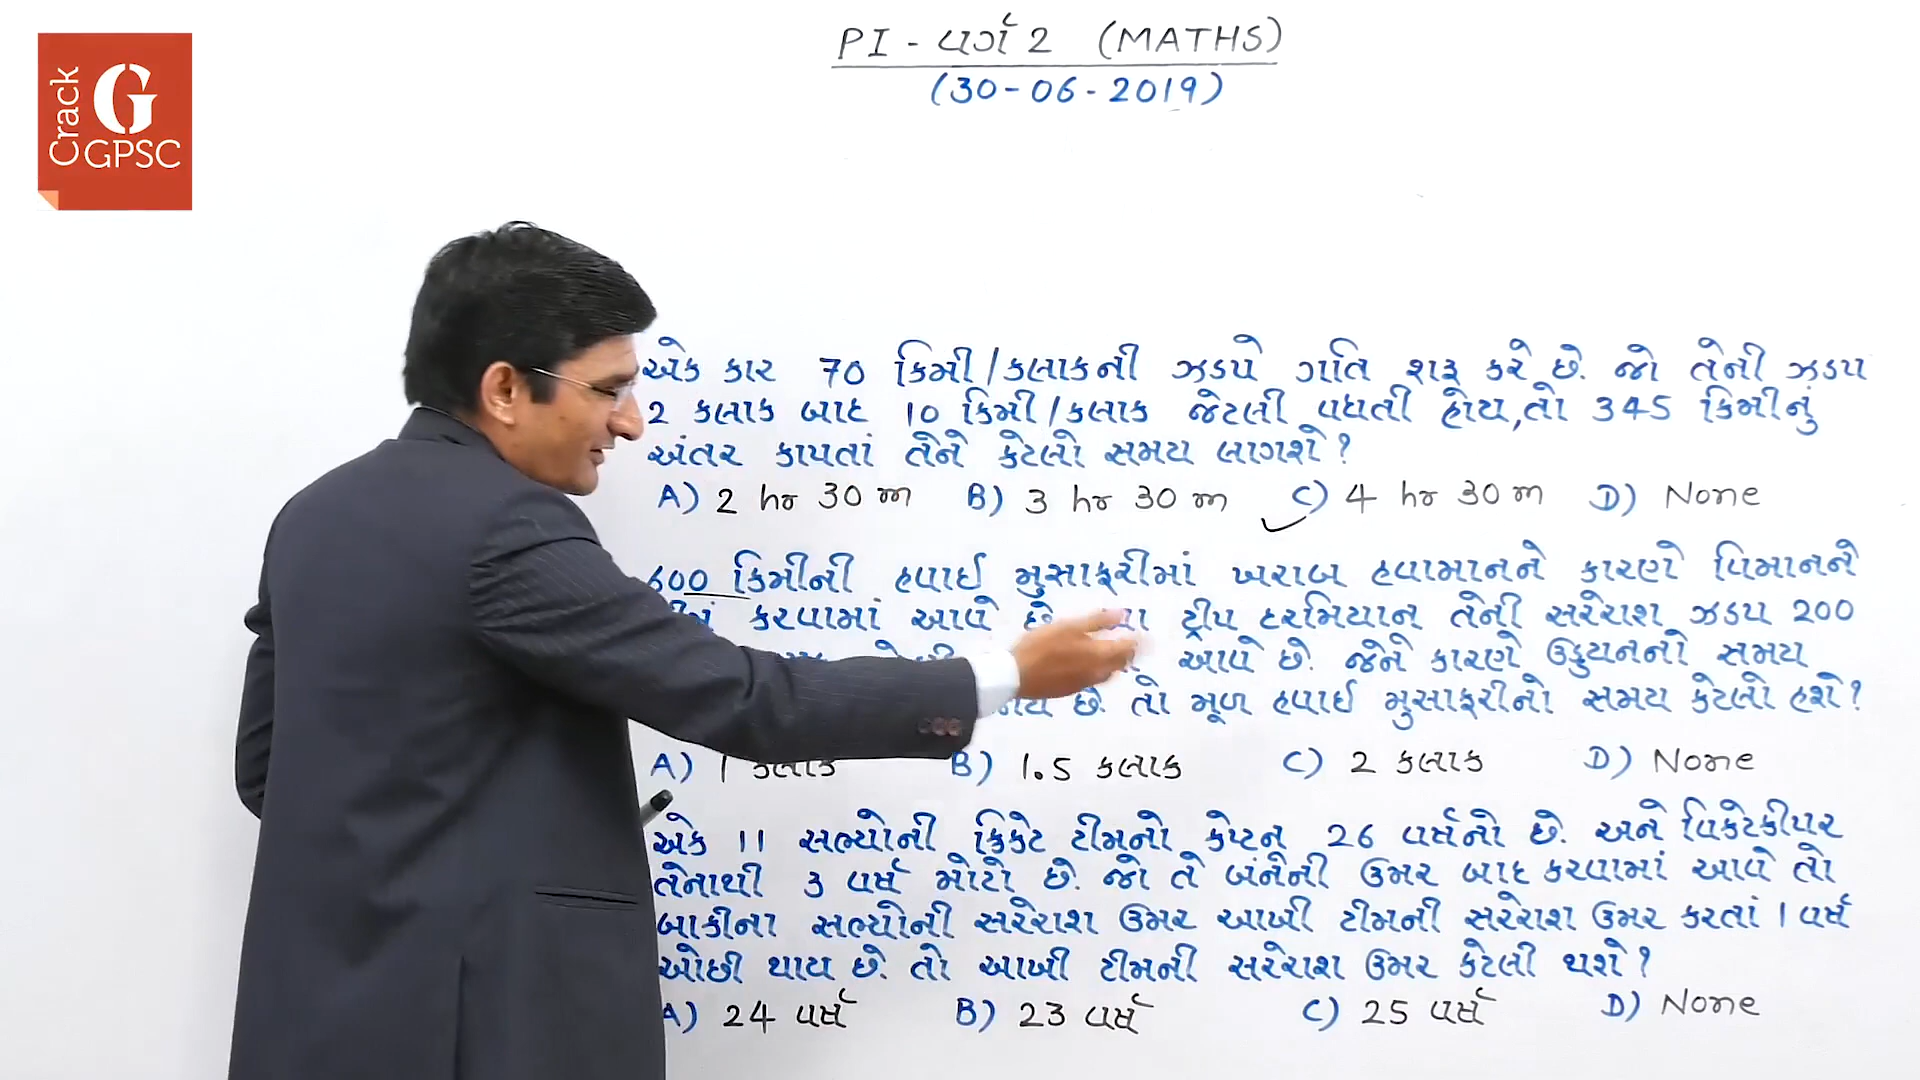 Crack
G
GPSC
PI - વર્ગ 2 (MATHS)
(30-06-2019)
એક કાર 70 કિમી/કલાકની ઝડપે ગતિ શરૂ કરે છે. જો તેની ઝડપ
2 કલાક બાદ 10 કિમી/કલાક જેટલી વધતી હોય,તો 345 કિમીનું
અંતર કાપતાં તેને કેટલો સમય લાગશે?
A) 2 hr 30 m B) 3 hr 30 m C) 4 hr 30 m D) None
600 કિમીની હવાઈ મુસાફરીમાં ખરાબ હવામાનને કારણે વિમાનને
કરવામાં આવે છે. ટ્રીપ દરમિયાન તેની સરેરાશ ઝડપ 200
આવે છે. જેને કારણે ઉડ્ડયનનો સમય
છે. તો મૂળ હવાઈ મુસાફરીનો સમય કેટલો હશે?
A) 1 કલાક B) 1.5 કલાક C) 2 કલાક D) None
એક 11 સભ્યોની ક્રિકેટ ટીમનો કેપ્ટન 26 વર્ષનો છે. અને વિકેટકીપર
તેનાથી 3 વર્ષ મોટો છે. જો તે બંનેની ઉંમર બાદ કરવામાં આવે તો
બાકીના સભ્યોની સરેરાશ ઉંમર આખી ટીમની સરેરાશ ઉંમર કરતાં 1 વર્ષ
ઓછી થાય છે. તો આખી ટીમની સરેરાશ ઉંમર કેટલી થશે?
A) 24 વર્ષ B) 23 વર્ષ C) 25 વર્ષ D) None